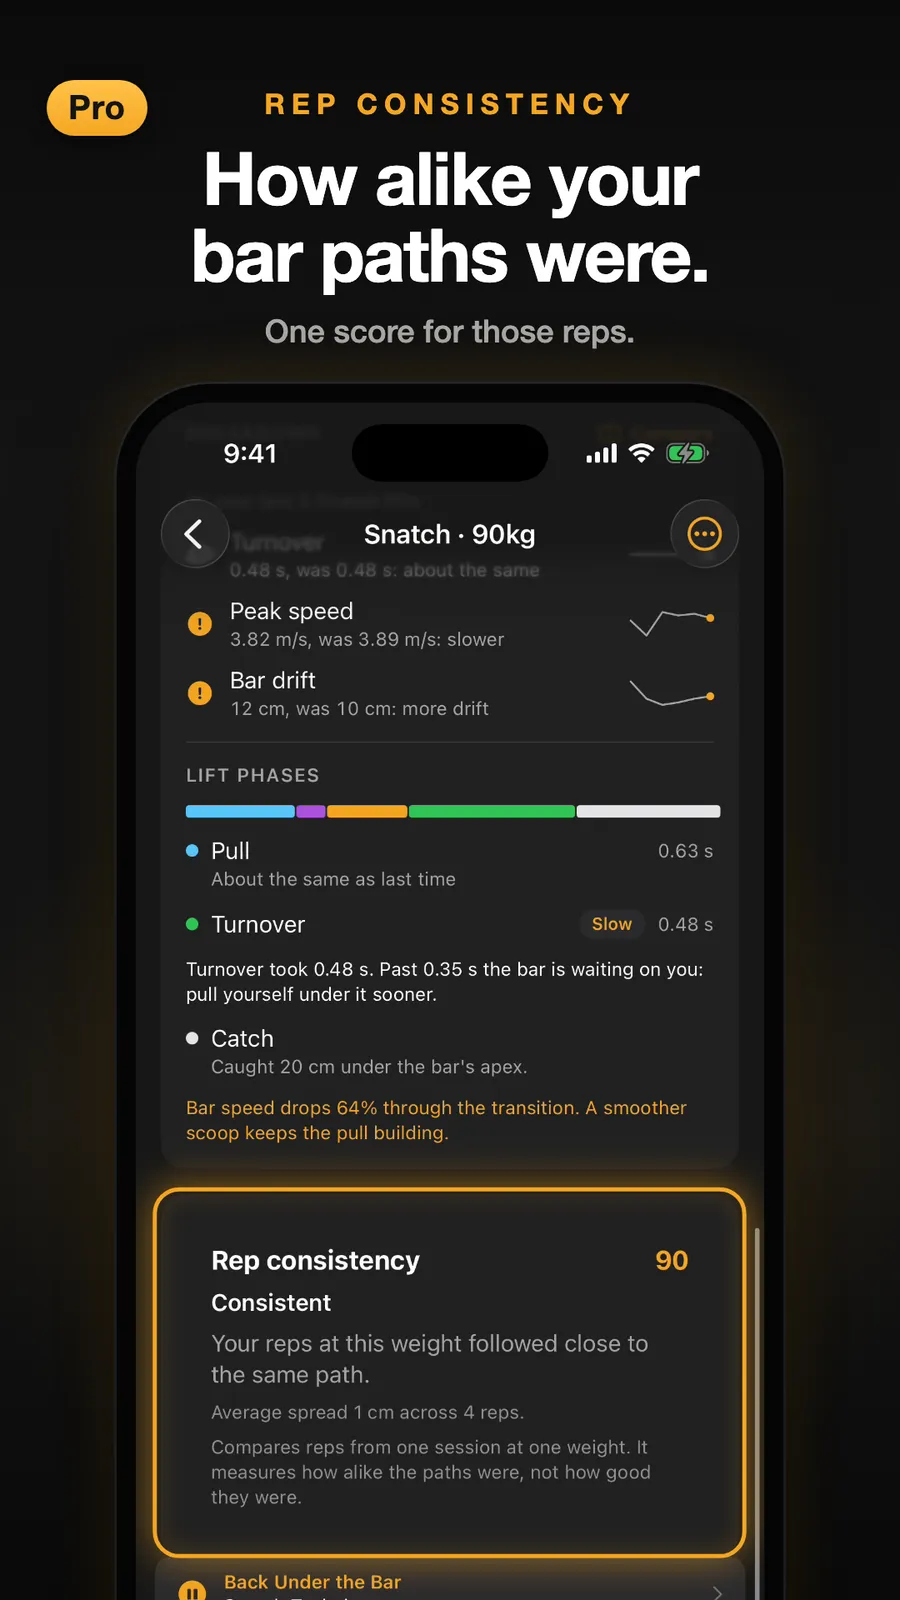 Pro
REP CONSISTENCY
How alike your
bar paths were.
One score for those reps.
9:41
Snatch · 90kg
Turnover
0.48 s, was 0.48 s: about the same
Peak speed
3.82 m/s, was 3.89 m/s: slower
Bar drift
12 cm, was 10 cm: more drift
LIFT PHASES
Pull
0.63 s
About the same as last time
Turnover
Slow
0.48 s
Turnover took 0.48 s. Past 0.35 s the bar is waiting on you:
pull yourself under it sooner.
Catch
Caught 20 cm under the bar's apex.
Bar speed drops 64% through the transition. A smoother
scoop keeps the pull building.
Rep consistency
90
Consistent
Your reps at this weight followed close to
the same path.
Average spread 1 cm across 4 reps.
Compares reps from one session at one weight. It
measures how alike the paths were, not how good
they were.
Back Under the Bar